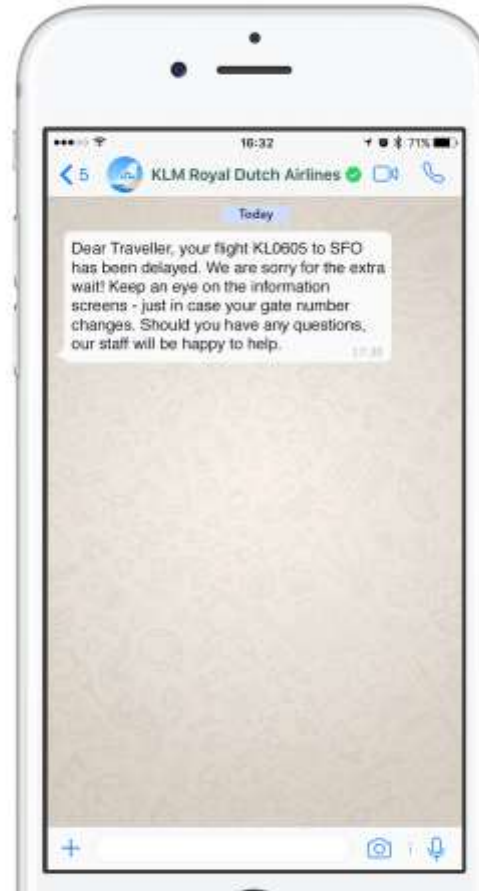 16:32
71%
5
KLM Royal Dutch Airlines
Today
Dear Traveller, your flight KL0605 to SFO
has been delayed. We are sorry for the extra
wait! Keep an eye on the information
screens - just in case your gate number
changes. Should you have any questions,
our staff will be happy to help.